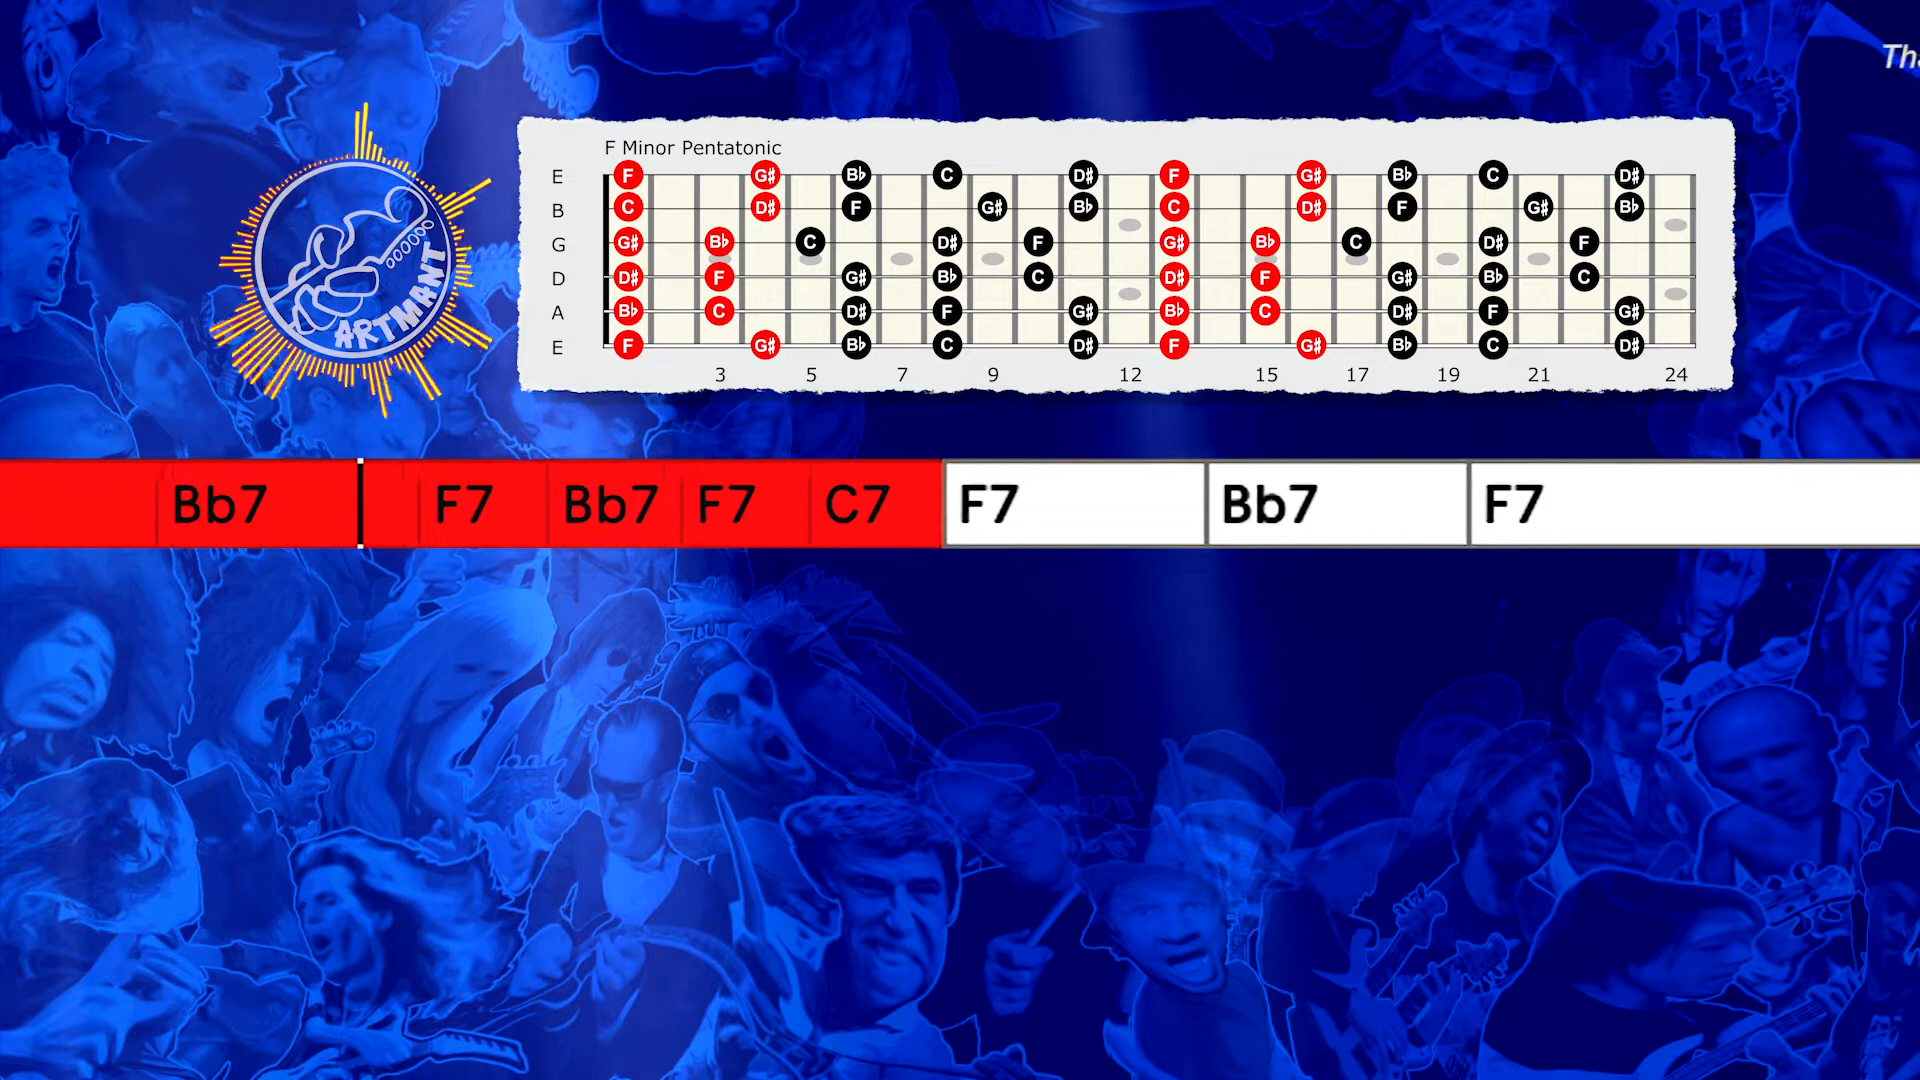 Tha
ARTMANT
F Minor Pentatonic
E F G# B♭ C D# F G# B♭ C D#
B C D# F G# B♭ C D# F G# B♭
G G# B♭ C D# F G# B♭ C D# F
D D# F G# B♭ C D# F G# B♭ C
A B♭ C D# F G# B♭ C D# F G#
E F G# B♭ C D# F G# B♭ C D#
3 5 7 9 12 15 17 19 21 24
Bb7 F7 Bb7 F7 C7 F7 Bb7 F7